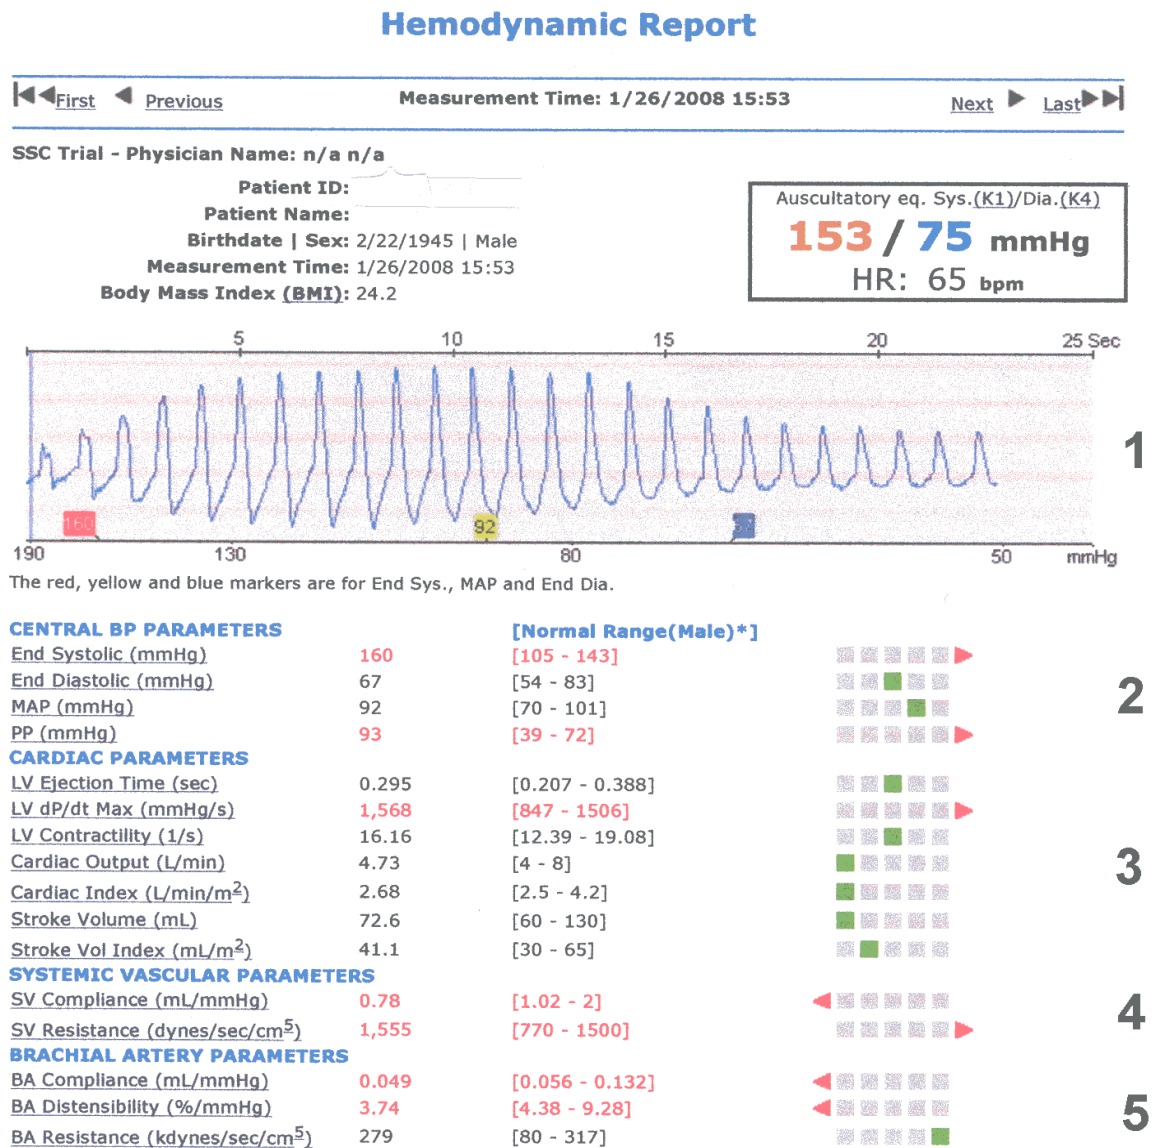 Hemodynamic Report
First Previous Measurement Time: 1/26/2008 15:53 Next Last
SSC Trial - Physician Name: n/a n/a
Patient ID:
Patient Name:
Birthdate | Sex: 2/22/1945 | Male
Measurement Time: 1/26/2008 15:53
Body Mass Index (BMI): 24.2
Auscultatory eq. Sys.(K1)/Dia.(K4)
153 / 75 mmHg
HR: 65 bpm
5 10 15 20 25 Sec
1
160 92
190 130 80 50 mmHg
The red, yellow and blue markers are for End Sys., MAP and End Dia.
CENTRAL BP PARAMETERS [Normal Range(Male)*]
End Systolic (mmHg) 160 [105 - 143]
End Diastolic (mmHg) 67 [54 - 83]
2
MAP (mmHg) 92 [70 - 101]
PP (mmHg) 93 [39 - 72]
CARDIAC PARAMETERS
LV Ejection Time (sec) 0.295 [0.207 - 0.388]
LV dP/dt Max (mmHg/s) 1,568 [847 - 1506]
LV Contractility (1/s) 16.16 [12.39 - 19.08]
Cardiac Output (L/min) 4.73 [4 - 8]
3
Cardiac Index (L/min/m2) 2.68 [2.5 - 4.2]
Stroke Volume (mL) 72.6 [60 - 130]
Stroke Vol Index (mL/m2) 41.1 [30 - 65]
SYSTEMIC VASCULAR PARAMETERS
SV Compliance (mL/mmHg) 0.78 [1.02 - 2]
4
SV Resistance (dynes/sec/cm5) 1,555 [770 - 1500]
BRACHIAL ARTERY PARAMETERS
BA Compliance (mL/mmHg) 0.049 [0.056 - 0.132]
BA Distensibility (%/mmHg) 3.74 [4.38 - 9.28]
5
BA Resistance (kdynes/sec/cm5) 279 [80 - 317]